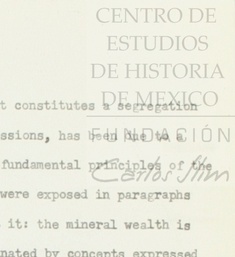 CENTRO DE
ESTUDIOS
DE HISTORIA
DE MEXICO
FUNDACIÓN
Carlos Slim
t constitutes a segregation
ssions, has been due to a
fundamental principles of the
were exposed in paragraphs
it: the mineral wealth is
nated by concepts expressed